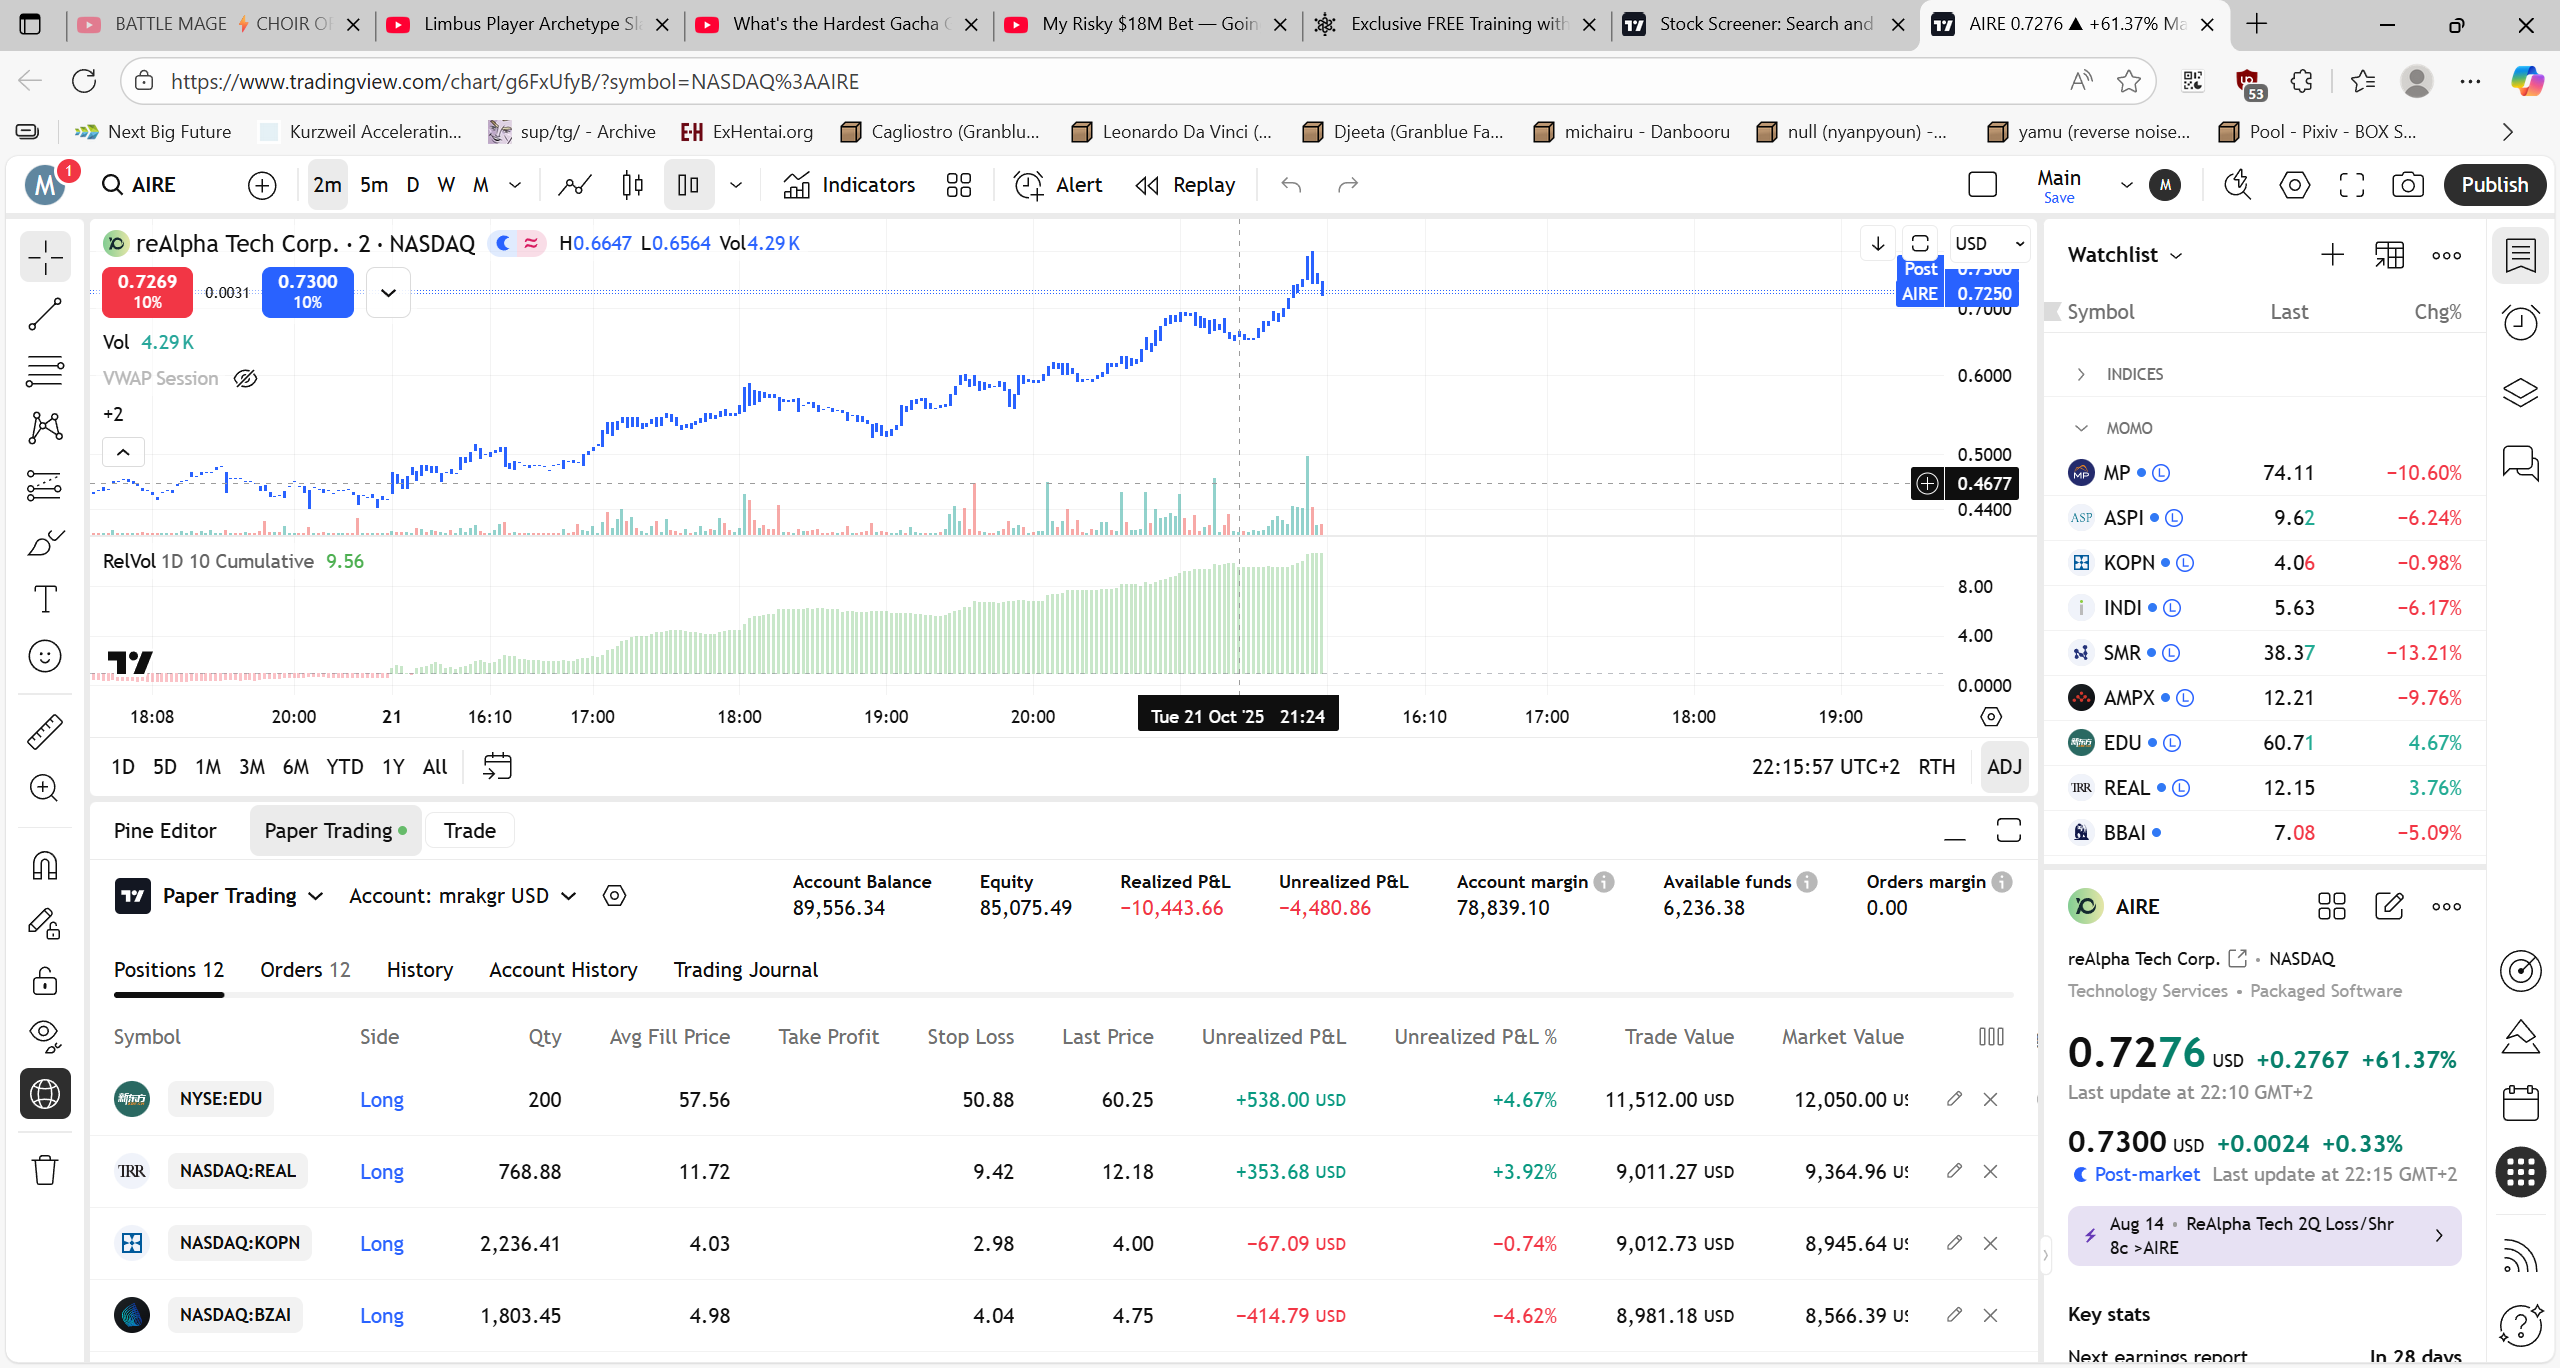 BATTLE MAGE ⚡ CHOIR OF
Limbus Player Archetype Sla
What's the Hardest Gacha G
My Risky $18M Bet — Goin
Exclusive FREE Training with
Stock Screener: Search and
AIRE 0.7276 ▲ +61.37% Ma
https://www.tradingview.com/chart/g6FxUfyB/?symbol=NASDAQ%3AAIRE
53
Next Big Future
Kurzweil Acceleratin...
sup/tg/ - Archive
ExHentai.org
Cagliostro (Granblu...
Leonardo Da Vinci (...
Djeeta (Granblue Fa...
michairu - Danbooru
null (nyanpyoun) -...
yamu (reverse noise...
Pool - Pixiv - BOX S...
M 1
AIRE
2m 5m D W M
Indicators
Alert
Replay
Main
Save
M
Publish
reAlpha Tech Corp. · 2 · NASDAQ
H0.6647 L0.6564 Vol4.29 K
USD
0.7269
10%
0.0031
0.7300
10%
Vol 4.29 K
VWAP Session
+2
Post 0.7300
AIRE 0.7250
0.7000
0.6000
0.5000
0.4677
0.4400
RelVol 1D 10 Cumulative 9.56
8.00
4.00
0.0000
18:08 20:00 21 16:10 17:00 18:00 19:00 20:00 Tue 21 Oct '25 21:24 16:10 17:00 18:00 19:00
1D 5D 1M 3M 6M YTD 1Y All
22:15:57 UTC+2 RTH ADJ
Pine Editor
Paper Trading
Trade
Paper Trading
Account: mrakgr USD
Account Balance
89,556.34
Equity
85,075.49
Realized P&L
−10,443.66
Unrealized P&L
−4,480.86
Account margin
78,839.10
Available funds
6,236.38
Orders margin
0.00
Positions 12 Orders 12 History Account History Trading Journal
Symbol Side Qty Avg Fill Price Take Profit Stop Loss Last Price Unrealized P&L Unrealized P&L % Trade Value Market Value
NYSE:EDU Long 200 57.56 50.88 60.25 +538.00 USD +4.67% 11,512.00 USD 12,050.00 US
TRR NASDAQ:REAL Long 768.88 11.72 9.42 12.18 +353.68 USD +3.92% 9,011.27 USD 9,364.96 US
NASDAQ:KOPN Long 2,236.41 4.03 2.98 4.00 −67.09 USD −0.74% 9,012.73 USD 8,945.64 US
NASDAQ:BZAI Long 1,803.45 4.98 4.04 4.75 −414.79 USD −4.62% 8,981.18 USD 8,566.39 US
Watchlist
Symbol Last Chg%
INDICES
MOMO
MP L 74.11 −10.60%
ASP ASPI L 9.62 −6.24%
KOPN L 4.06 −0.98%
INDI L 5.63 −6.17%
SMR L 38.37 −13.21%
AMPX L 12.21 −9.76%
EDU L 60.71 4.67%
TRR REAL L 12.15 3.76%
BBAI 7.08 −5.09%
AIRE
reAlpha Tech Corp. • NASDAQ
Technology Services • Packaged Software
0.7276 USD +0.2767 +61.37%
Last update at 22:10 GMT+2
0.7300 USD +0.0024 +0.33%
Post-market Last update at 22:15 GMT+2
Aug 14 • ReAlpha Tech 2Q Loss/Shr
8c >AIRE
Key stats
Next earnings report In 28 days